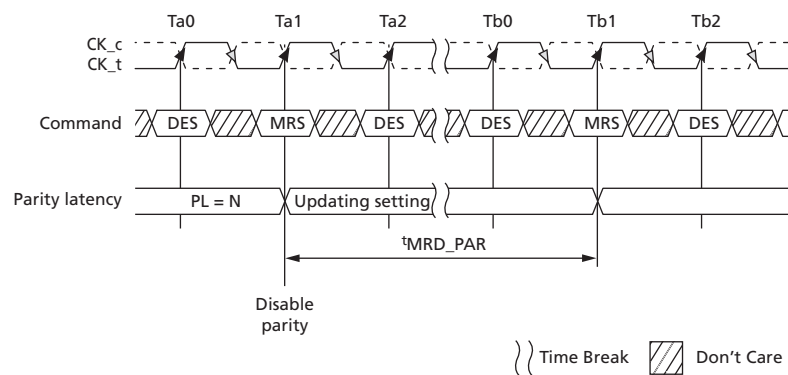 Ta0 Ta1 Ta2 Tb0 Tb1 Tb2
CK_c
CK_t
Command DES MRS DES DES MRS DES
Parity latency PL = N Updating setting
tMRD_PAR
Disable
parity
Time Break Don't Care